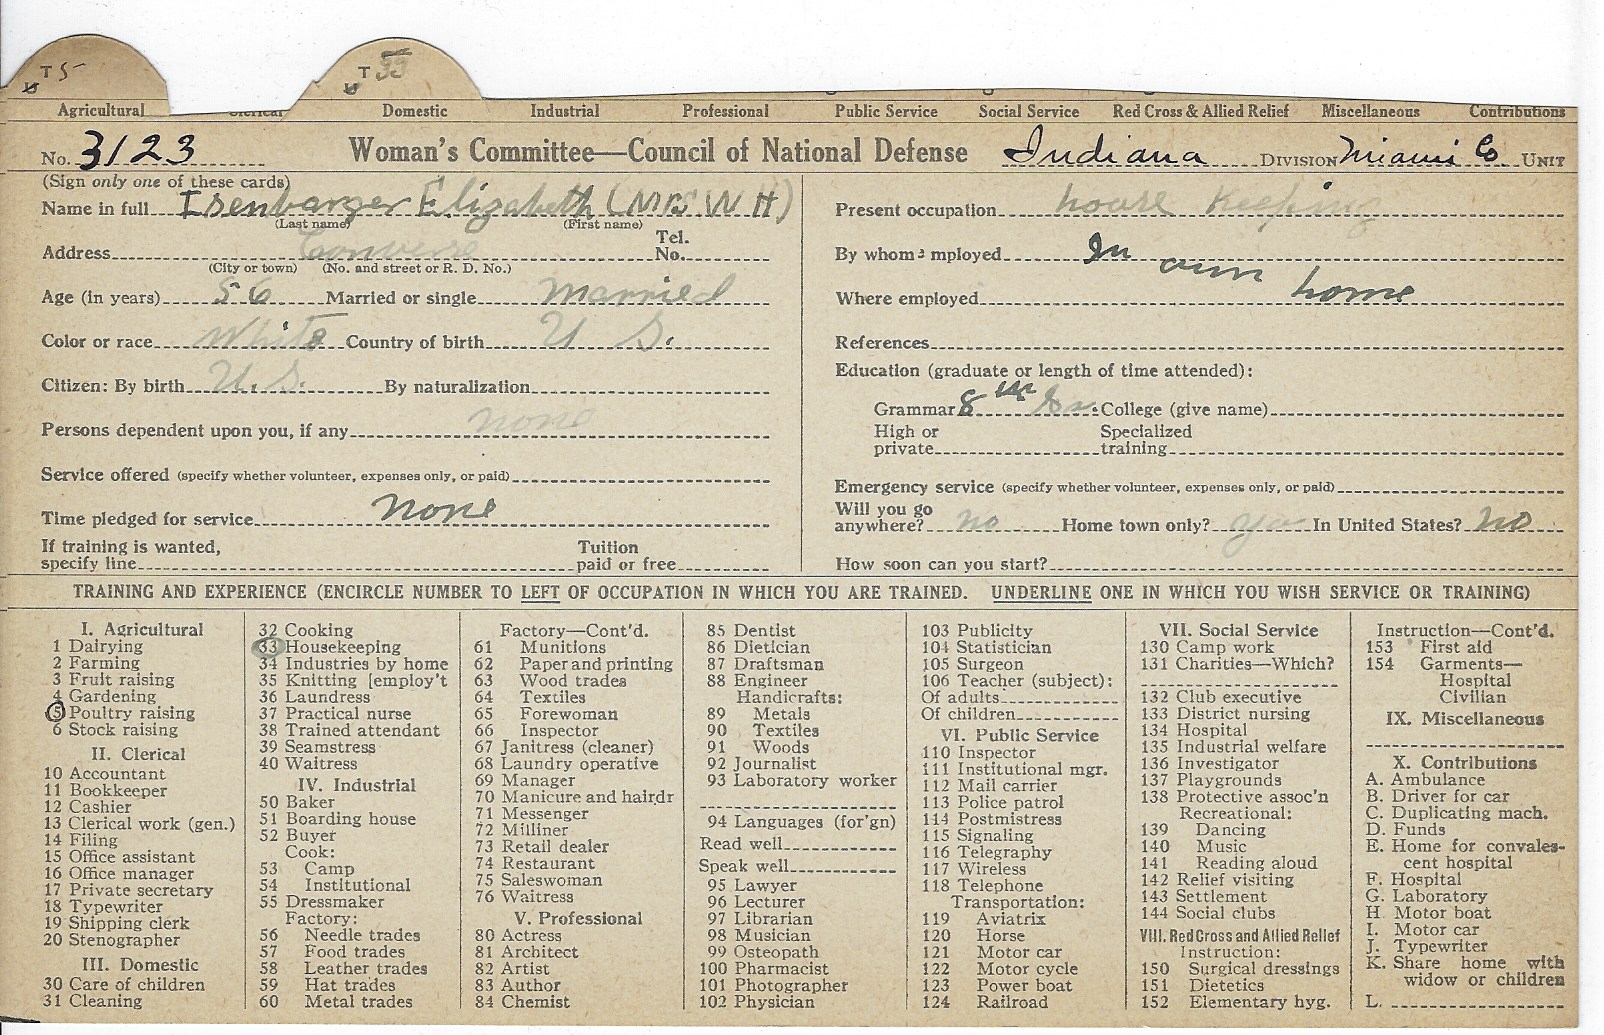 T 5 T 33
Agricultural Clerical Domestic Industrial Professional Public Service Social Service Red Cross & Allied Relief Miscellaneous Contributions
No. 3123 Woman's Committee—Council of National Defense Indiana DIVISION Miami Co UNIT
(Sign only one of these cards)
Name in full Isenbarger Elizabeth (Mrs W H)
(Last name) (First name)
Address Converse Tel. No.
(City or town) (No. and street or R. D. No.)
Age (in years) 56 Married or single Married
Color or race White Country of birth U S.
Citizen: By birth U.S. By naturalization
Persons dependent upon you, if any none
Service offered (specify whether volunteer, expenses only, or paid)
Time pledged for service none
If training is wanted, specify line Tuition paid or free
Present occupation house keeping
By whom employed In own home
Where employed
References
Education (graduate or length of time attended):
Grammar 8th Gr. College (give name)
High or private Specialized training
Emergency service (specify whether volunteer, expenses only, or paid)
Will you go anywhere? no Home town only? yes In United States? no
How soon can you start?
TRAINING AND EXPERIENCE (ENCIRCLE NUMBER TO LEFT OF OCCUPATION IN WHICH YOU ARE TRAINED. UNDERLINE ONE IN WHICH YOU WISH SERVICE OR TRAINING)
I. Agricultural
1 Dairying
2 Farming
3 Fruit raising
4 Gardening
5 Poultry raising
6 Stock raising
II. Clerical
10 Accountant
11 Bookkeeper
12 Cashier
13 Clerical work (gen.)
14 Filing
15 Office assistant
16 Office manager
17 Private secretary
18 Typewriter
19 Shipping clerk
20 Stenographer
III. Domestic
30 Care of children
31 Cleaning
32 Cooking
33 Housekeeping
34 Industries by home
35 Knitting [employ't
36 Laundress
37 Practical nurse
38 Trained attendant
39 Seamstress
40 Waitress
IV. Industrial
50 Baker
51 Boarding house
52 Buyer
Cook:
53 Camp
54 Institutional
55 Dressmaker
Factory:
56 Needle trades
57 Food trades
58 Leather trades
59 Hat trades
60 Metal trades
Factory—Cont'd.
61 Munitions
62 Paper and printing
63 Wood trades
64 Textiles
65 Forewoman
66 Inspector
67 Janitress (cleaner)
68 Laundry operative
69 Manager
70 Manicure and hairdr
71 Messenger
72 Milliner
73 Retail dealer
74 Restaurant
75 Saleswoman
76 Waitress
V. Professional
80 Actress
81 Architect
82 Artist
83 Author
84 Chemist
85 Dentist
86 Dietician
87 Draftsman
88 Engineer
Handicrafts:
89 Metals
90 Textiles
91 Woods
92 Journalist
93 Laboratory worker
94 Languages (for'gn)
Read well
Speak well
95 Lawyer
96 Lecturer
97 Librarian
98 Musician
99 Osteopath
100 Pharmacist
101 Photographer
102 Physician
103 Publicity
104 Statistician
105 Surgeon
106 Teacher (subject):
Of adults
Of children
VI. Public Service
110 Inspector
111 Institutional mgr.
112 Mail carrier
113 Police patrol
114 Postmistress
115 Signaling
116 Telegraphy
117 Wireless
118 Telephone
Transportation:
119 Aviatrix
120 Horse
121 Motor car
122 Motor cycle
123 Power boat
124 Railroad
VII. Social Service
130 Camp work
131 Charities—Which?
132 Club executive
133 District nursing
134 Hospital
135 Industrial welfare
136 Investigator
137 Playgrounds
138 Protective assoc'n
Recreational:
139 Dancing
140 Music
141 Reading aloud
142 Relief visiting
143 Settlement
144 Social clubs
VIII. Red Cross and Allied Relief
Instruction:
150 Surgical dressings
151 Dietetics
152 Elementary hyg.
Instruction—Cont'd.
153 First aid
154 Garments—
Hospital
Civilian
IX. Miscellaneous
X. Contributions
A. Ambulance
B. Driver for car
C. Duplicating mach.
D. Funds
E. Home for convales-
cent hospital
F. Hospital
G. Laboratory
H. Motor boat
I. Motor car
J. Typewriter
K. Share home with
widow or children
L.